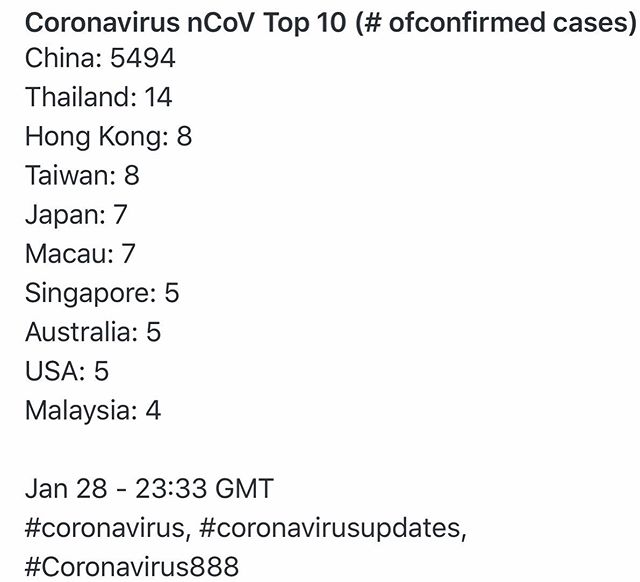 Coronavirus nCoV Top 10 (# ofconfirmed cases)
China: 5494
Thailand: 14
Hong Kong: 8
Taiwan: 8
Japan: 7
Macau: 7
Singapore: 5
Australia: 5
USA: 5
Malaysia: 4
Jan 28 - 23:33 GMT
#coronavirus, #coronavirusupdates,
#Coronavirus888